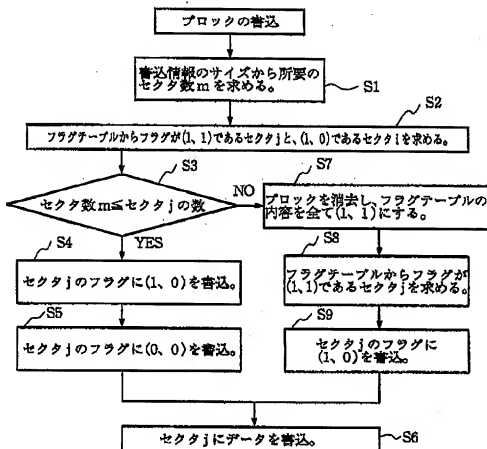 ブロックの書込
書込情報のサイズから所要の
セクタ数mを求める。
S1
S2
フラグテーブルからフラグが(1、1)であるセクタjと、(1、0)であるセクタiを求める。
S3
セクタ数m≦セクタjの数
NO
YES
S7
ブロックを消去し、フラグテーブルの
内容を全て(1、1)にする。
S4
セクタjのフラグに(1、0)を書込。
S8
フラグテーブルからフラグが
(1,1)であるセクタjを求める。
S5
セクタjのフラグに(0、0)を書込。
S9
セクタjのフラグに
(1、0)を書込。
セクタjにデータを書込。
S6